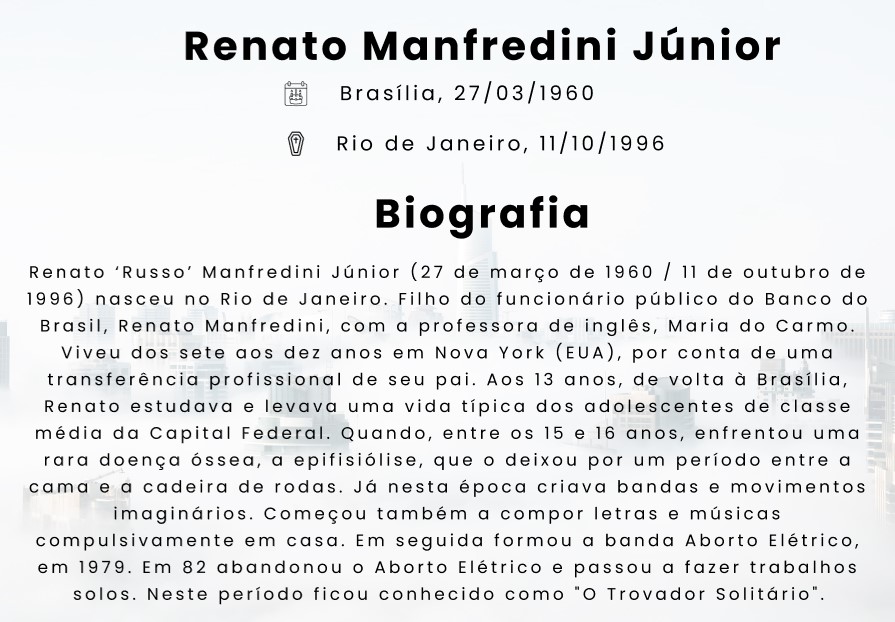 Renato Manfredini Júnior
Brasília, 27/03/1960
Rio de Janeiro, 11/10/1996
Biografia
Renato ‘Russo’ Manfredini Júnior (27 de março de 1960 / 11 de outubro de
1996) nasceu no Rio de Janeiro. Filho do funcionário público do Banco do
Brasil, Renato Manfredini, com a professora de inglês, Maria do Carmo.
Viveu dos sete aos dez anos em Nova York (EUA), por conta de uma
transferência profissional de seu pai. Aos 13 anos, de volta à Brasília,
Renato estudava e levava uma vida típica dos adolescentes de classe
média da Capital Federal. Quando, entre os 15 e 16 anos, enfrentou uma
rara doença óssea, a epifisiólise, que o deixou por um período entre a
cama e a cadeira de rodas. Já nesta época criava bandas e movimentos
imaginários. Começou também a compor letras e músicas
compulsivamente em casa. Em seguida formou a banda Aborto Elétrico,
em 1979. Em 82 abandonou o Aborto Elétrico e passou a fazer trabalhos
solos. Neste período ficou conhecido como "O Trovador Solitário".